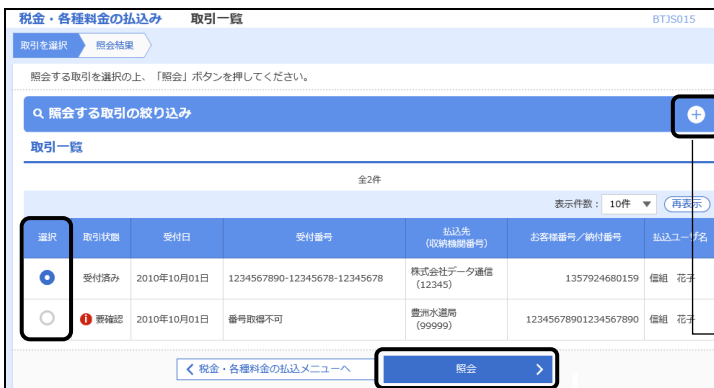 税金・各種料金の払込み 取引一覧 BTJS015
取引を選択 照会結果
照会する取引を選択の上、「照会」ボタンを押してください。
照会する取引の絞り込み
取引一覧
全2件
表示件数： 10件 ▼ 再表示
選択 取引状態 受付日 受付番号 払込先（収納機関番号） お客様番号／納付番号 払込ユーザ名
受付済み 2010年10月01日 1234567890-12345678-12345678 株式会社データ通信（12345） 1357924680159 信組 花子
要確認 2010年10月01日 番号取得不可 豊洲水道局（99999） 12345678901234567890 信組 花子
税金・各種料金の払込メニューへ 照会